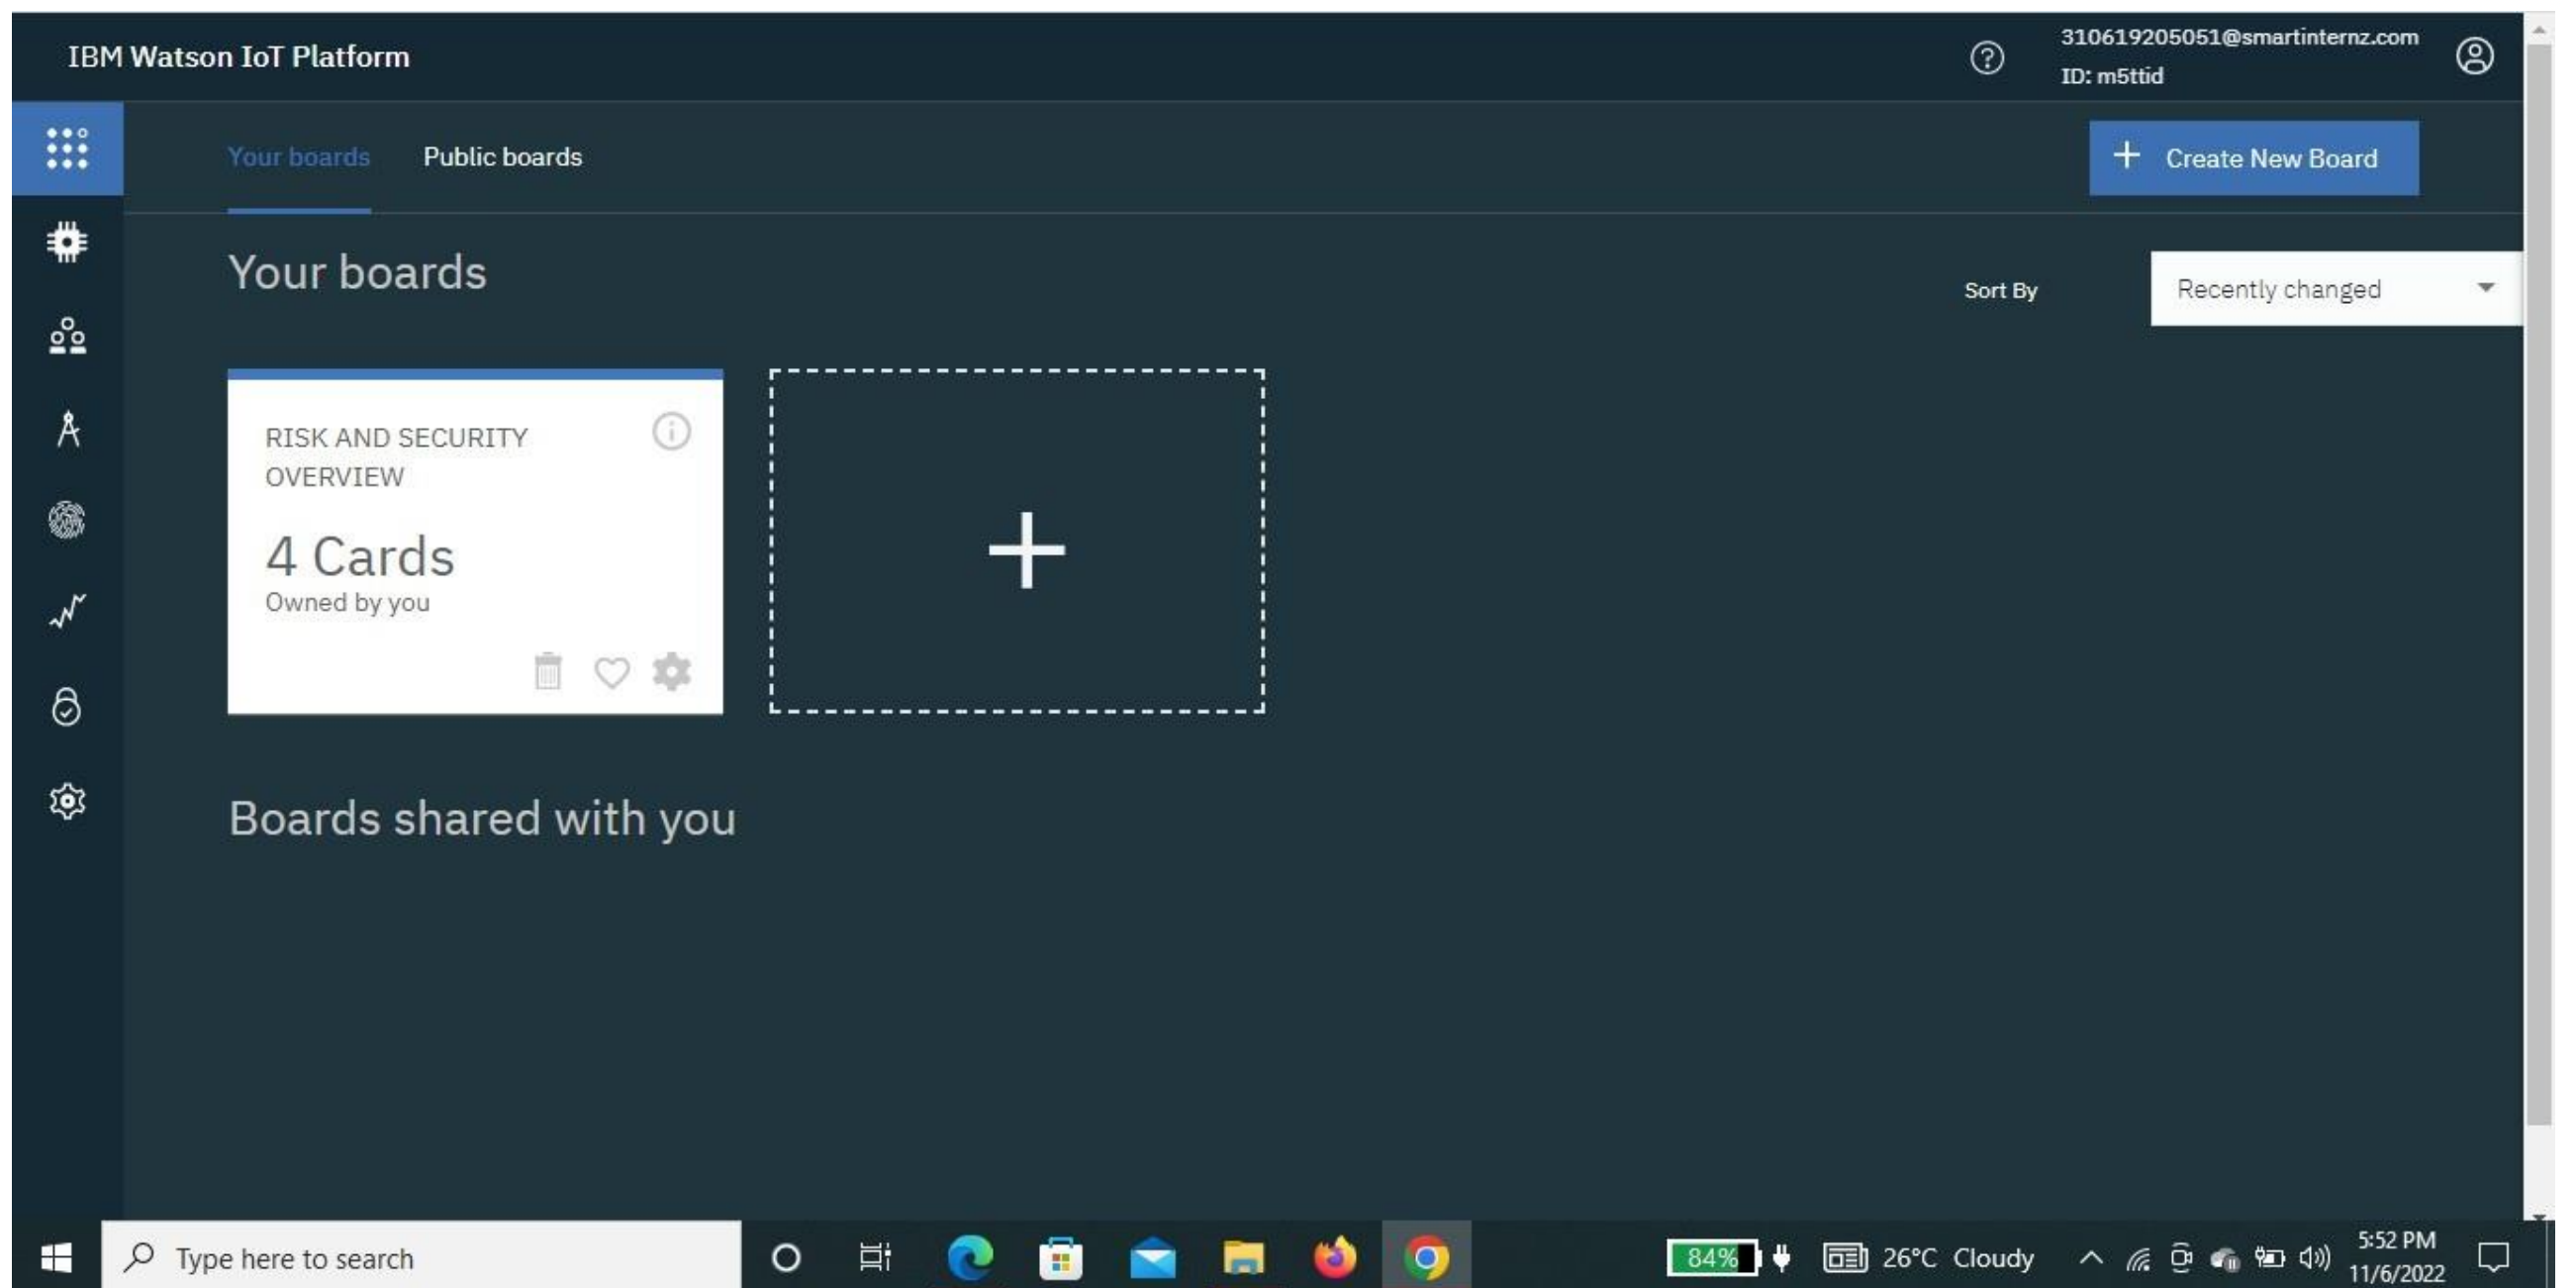 IBM Watson IoT Platform
310619205051@smartinternz.com
ID: m5ttid
Your boards
Public boards
+ Create New Board
Your boards
Sort By
Recently changed
RISK AND SECURITY
OVERVIEW
4 Cards
Owned by you
Boards shared with you
Type here to search
84%
26°C Cloudy
5:52 PM
11/6/2022